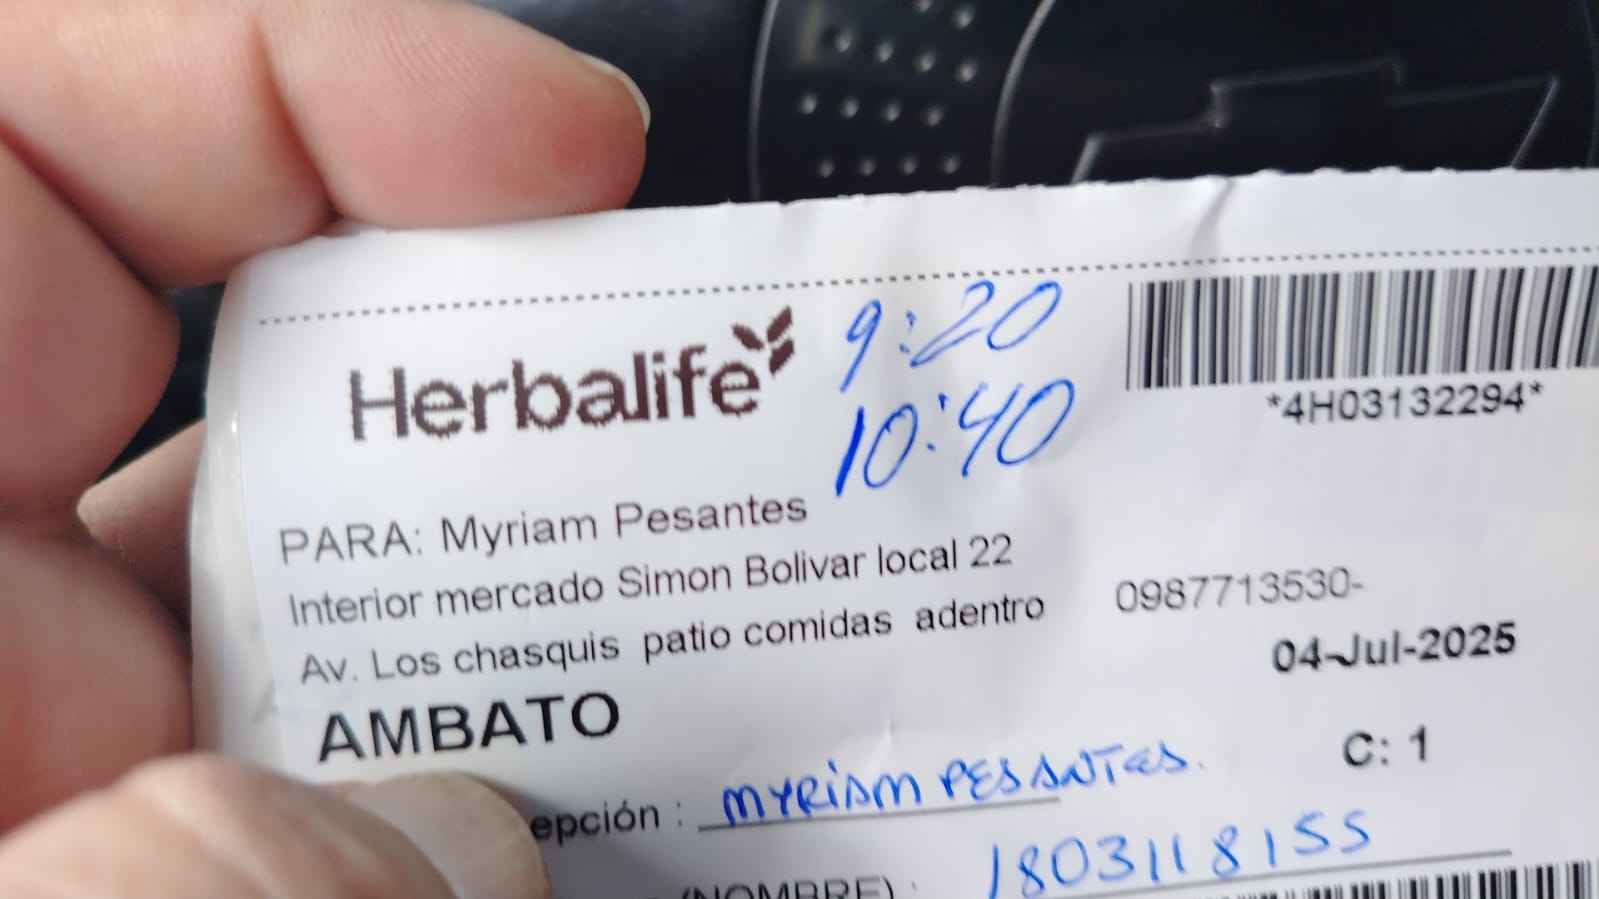 Herbalife
9:20
10:40
*4H03132294*
PARA: Myriam Pesantes
Interior mercado Simon Bolivar local 22
Av. Los chasquis patio comidas adentro
0987713530-
04-Jul-2025
AMBATO
C: 1
epción : MYRIAM PESANTES.
(NOMBRE) : 1803118155